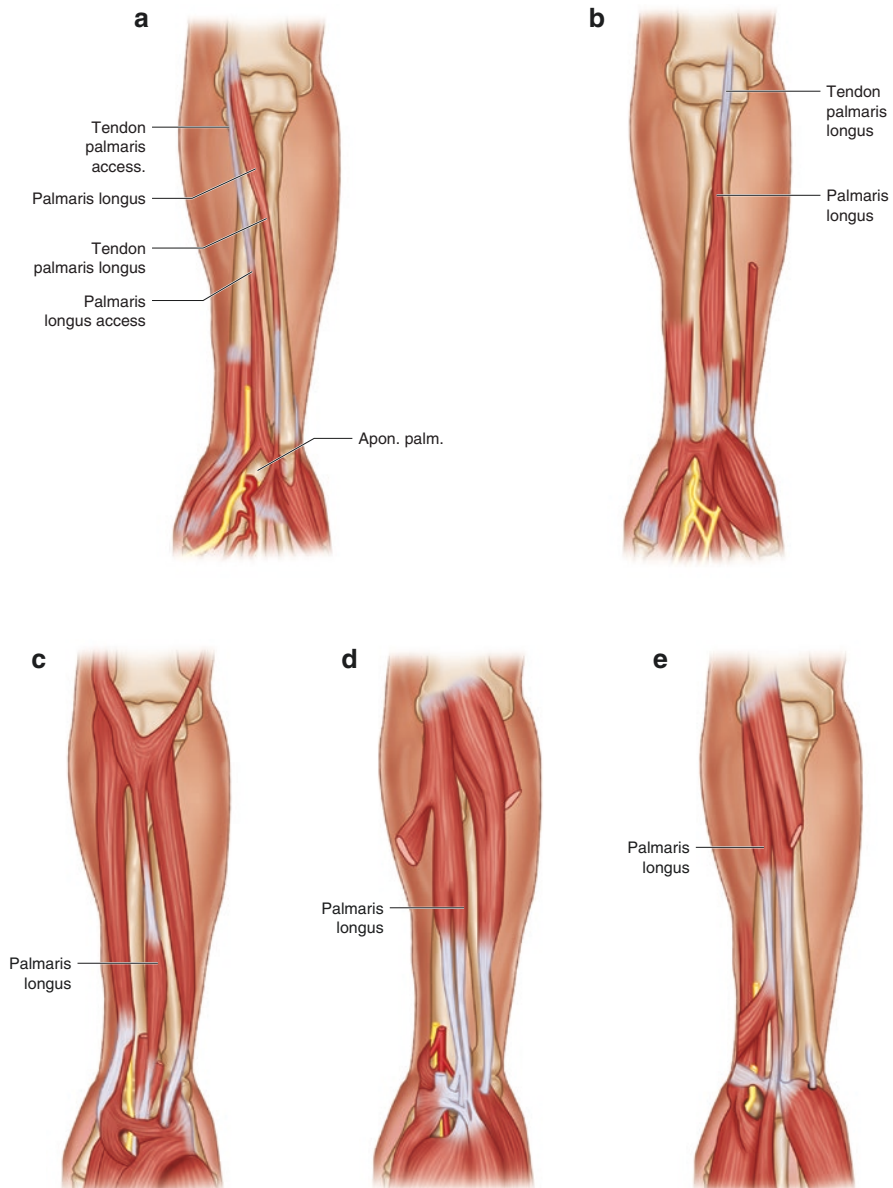 a
Tendon
palmaris
access.
Palmaris longus
Tendon
palmaris longus
Palmaris
longus access
Apon. palm.
b
Tendon
palmaris
longus
Palmaris
longus
c
Palmaris
longus
d
Palmaris
longus
e
Palmaris
longus